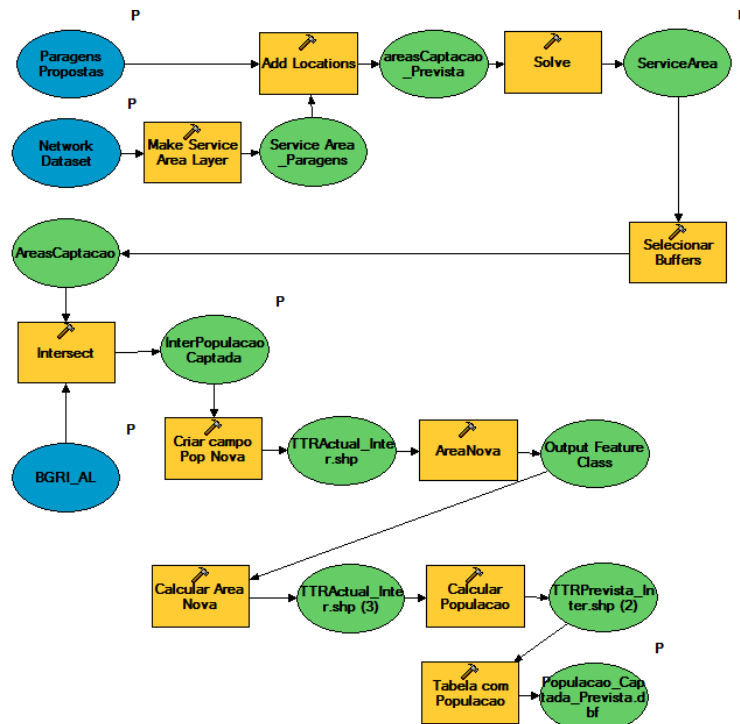 P
P
Paragens
Propostas
Add Locations
areasCaptacao
_Prevista
Solve
ServiceArea
P
Network
Dataset
Make Service
Area Layer
Service Area
_Paragens
Selecionar
Buffers
AreasCaptacao
P
Intersect
InterPopulacao
Captada
P
BGRI_AL
Criar campo
Pop Nova
TTRActual_Inte
r.shp
AreaNova
Output Feature
Class
Calcular Area
Nova
TTRActual_Inte
r.shp (3)
Calcular
Populacao
TTRPrevista_In
ter.shp (2)
P
Tabela com
Populacao
Populacao_Cap
tada_Prevista.d
bf